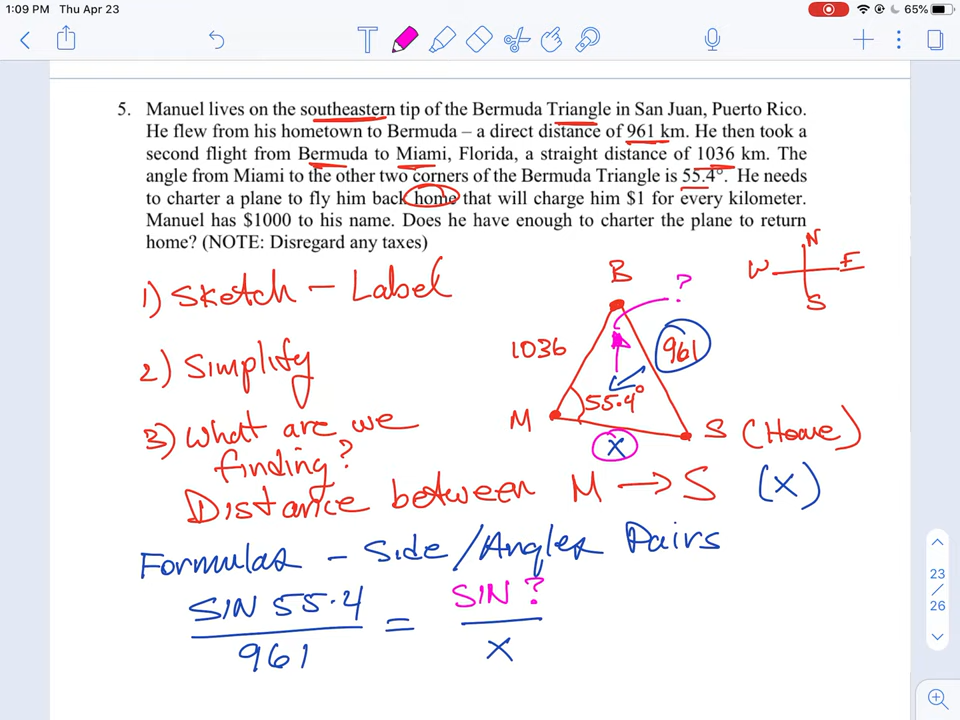 1:09 PM Thu Apr 23
65%
5. Manuel lives on the southeastern tip of the Bermuda Triangle in San Juan, Puerto Rico.
He flew from his hometown to Bermuda – a direct distance of 961 km. He then took a
second flight from Bermuda to Miami, Florida, a straight distance of 1036 km. The
angle from Miami to the other two corners of the Bermuda Triangle is 55.4°. He needs
to charter a plane to fly him back home that will charge him $1 for every kilometer.
Manuel has $1000 to his name. Does he have enough to charter the plane to return
home? (NOTE: Disregard any taxes)
N
W E
S
1) Sketch – Label
B
?
1036
961
2) Simplify
55.4°
M
S (Home)
x
3) What are we
finding?
Distance between M → S (x)
Formulas – Side/Angles Pairs
SIN 55.4 / 961 = SIN ? / x
23
/
26